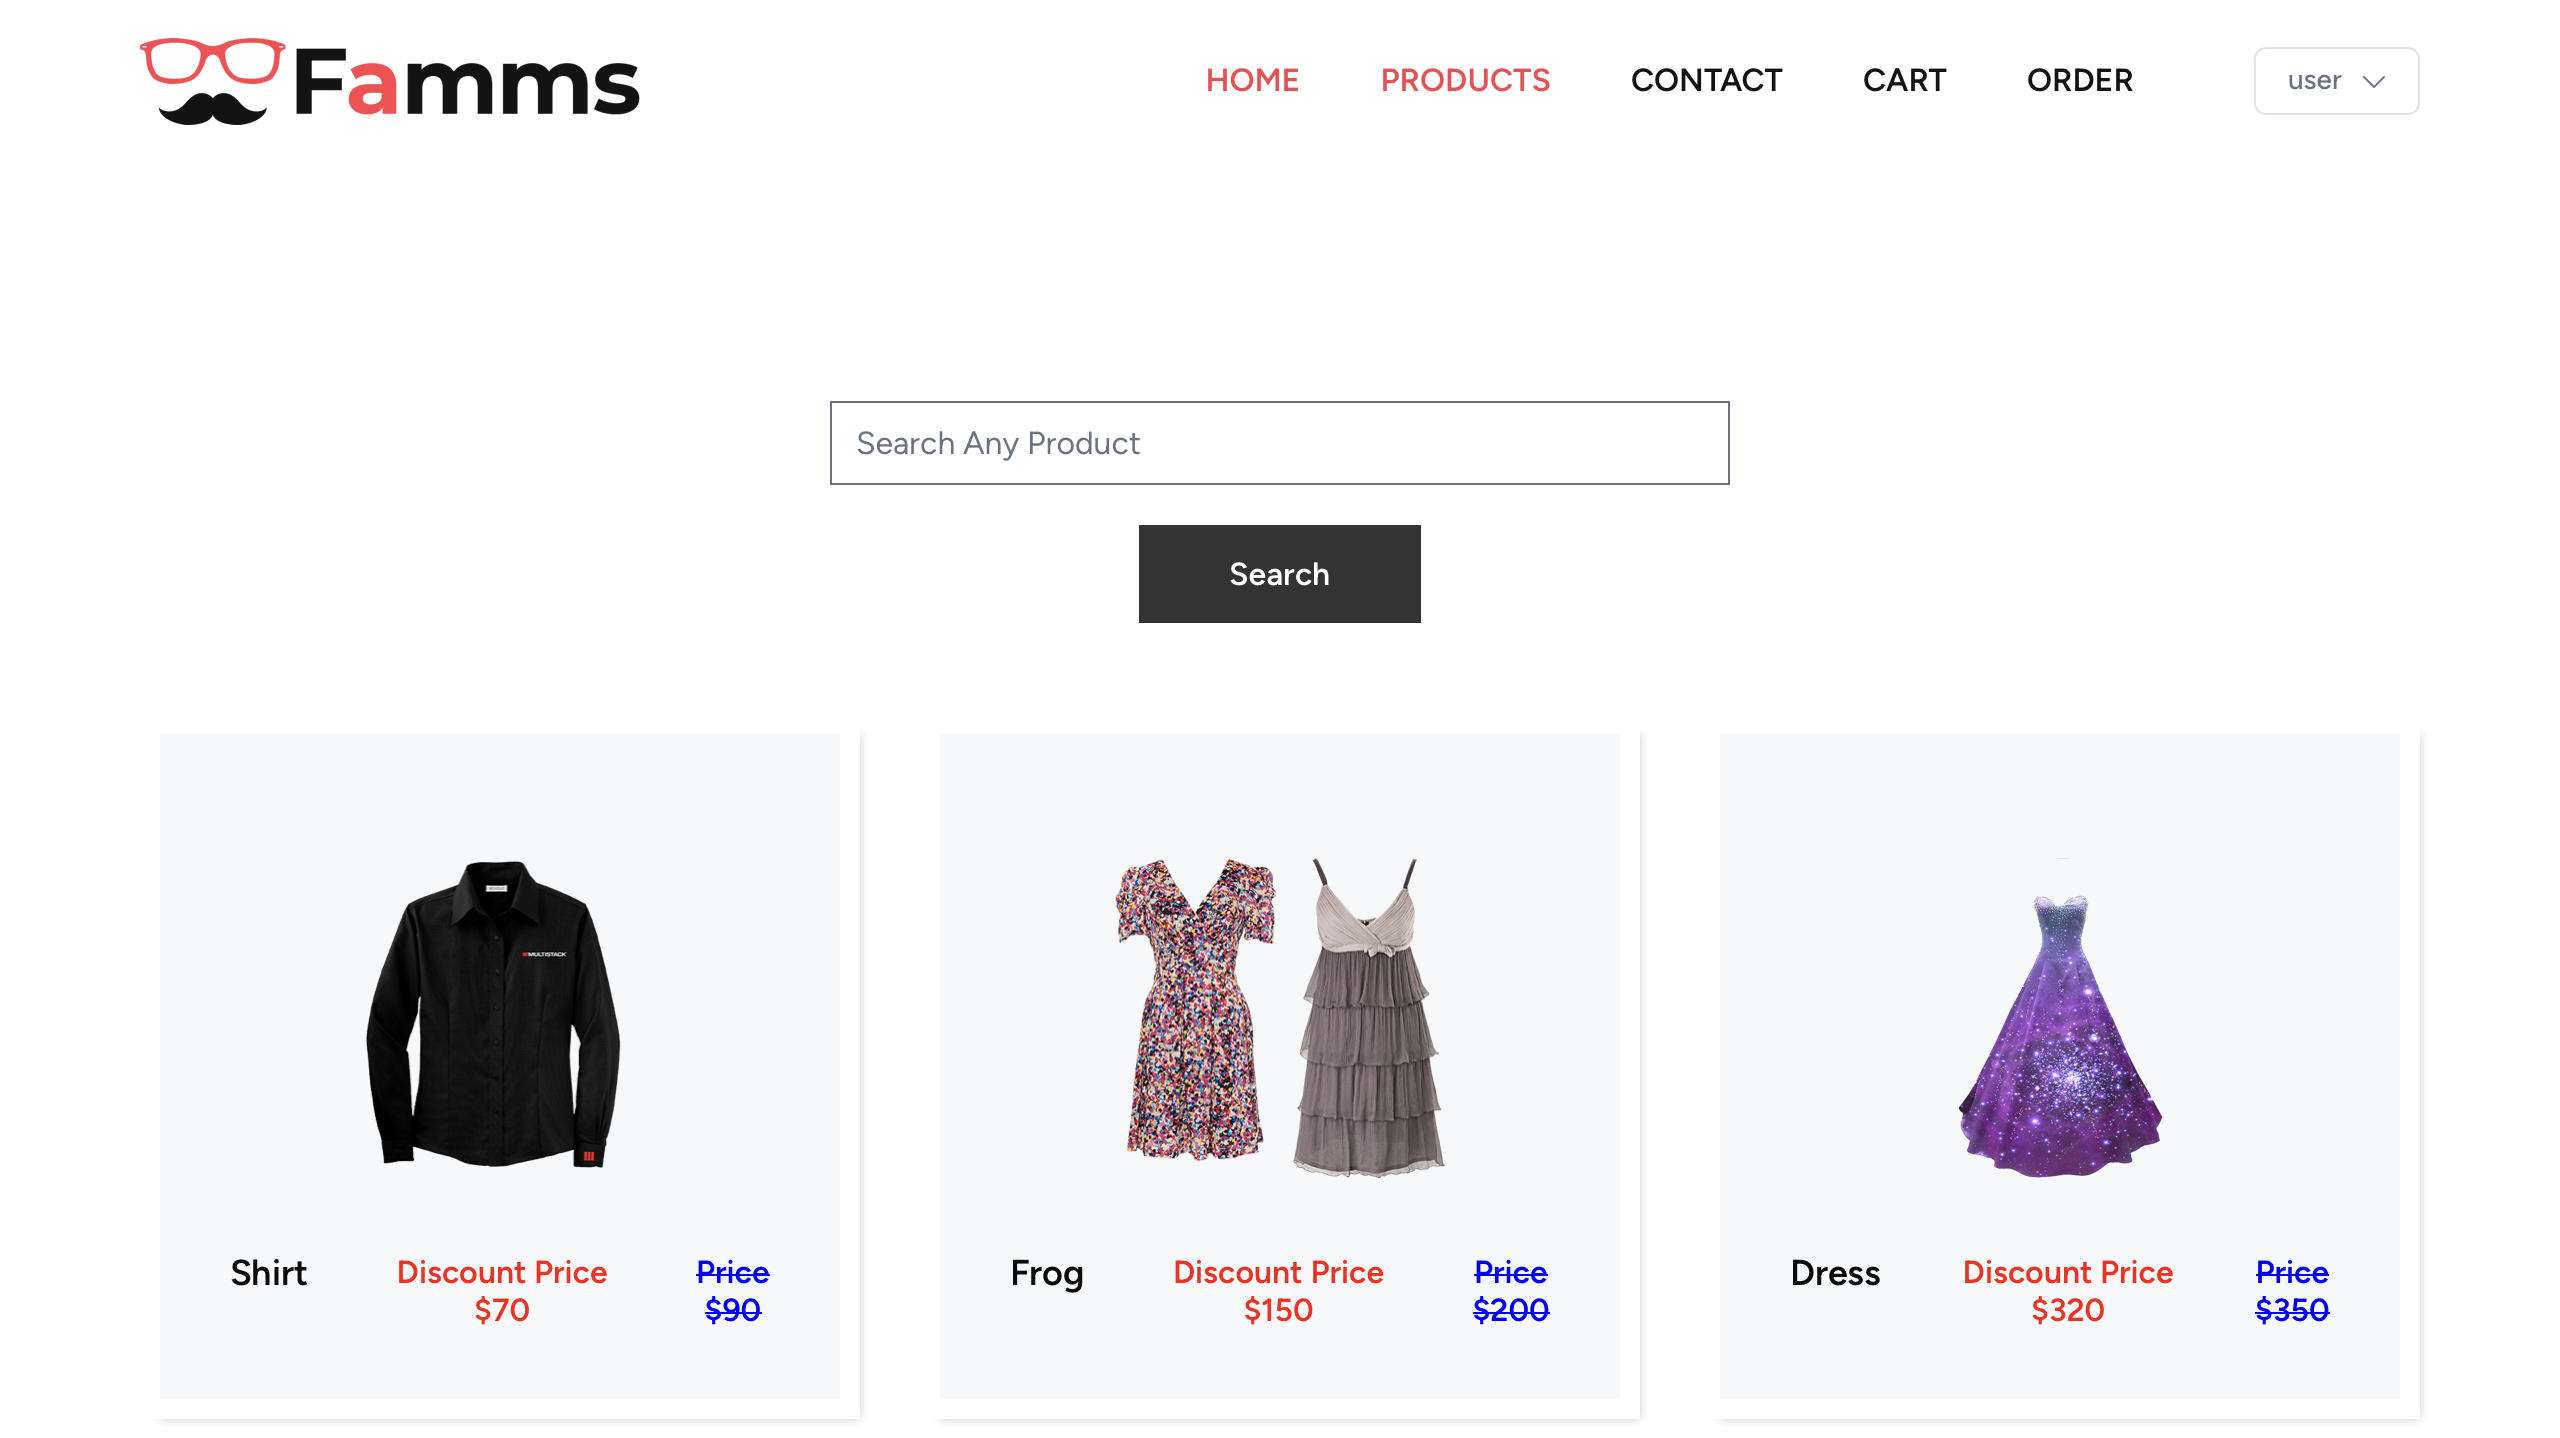 Famms
HOME PRODUCTS CONTACT CART ORDER user
Search Any Product
Search
MULTISTACK
Shirt Discount Price Price
$70 $90
Frog Discount Price Price
$150 $200
Dress Discount Price Price
$320 $350